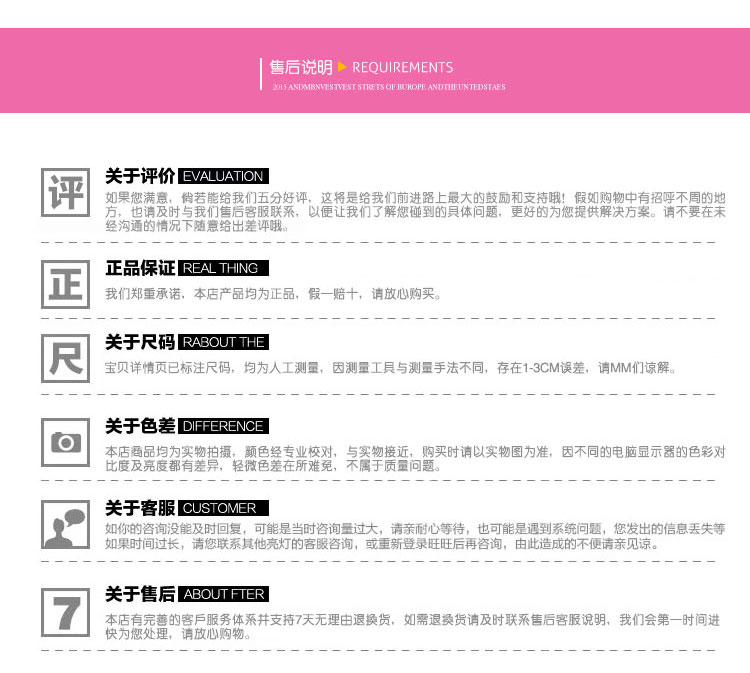 售后说明 ▶ REQUIREMENTS
2015 ANDMBNVESTVEST STRETS OF BUROPE ANDTHEUNTEDSTAES
评 关于评价 EVALUATION
如果您满意，倘若能给我们五分好评，这将是给我们前进路上最大的鼓励和支持哦！假如购物中有招呼不周的地
方，也请及时与我们售后客服联系，以便让我们了解您碰到的具体问题，更好的为您提供解决方案。请不要在未
经沟通的情况下随意给出差评哦。
正 正品保证 REAL THING
我们郑重承诺，本店产品均为正品，假一赔十，请放心购买。
尺 关于尺码 RABOUT THE
宝贝详情页已标注尺码，均为人工测量，因测量工具与测量手法不同，存在1-3CM误差，请MM们谅解。
关于色差 DIFFERENCE
本店商品均为实物拍摄，颜色经专业校对，与实物接近，购买时请以实物图为准，因不同的电脑显示器的色彩对
比度及亮度都有差异，轻微色差在所难免，不属于质量问题。
关于客服 CUSTOMER
如你的咨询没能及时回复，可能是当时咨询量过大，请亲耐心等待，也可能是遇到系统问题，您发出的信息丢失等
如果时间过长，请您联系其他亮灯的客服咨询，或重新登录旺旺后再咨询，由此造成的不便请亲见谅。
7 关于售后 ABOUT FTER
本店有完善的客戶服务体系并支持7天无理由退换货，如需退换货请及时联系售后客服说明，我们会第一时间进
快为您处理，请放心购物。